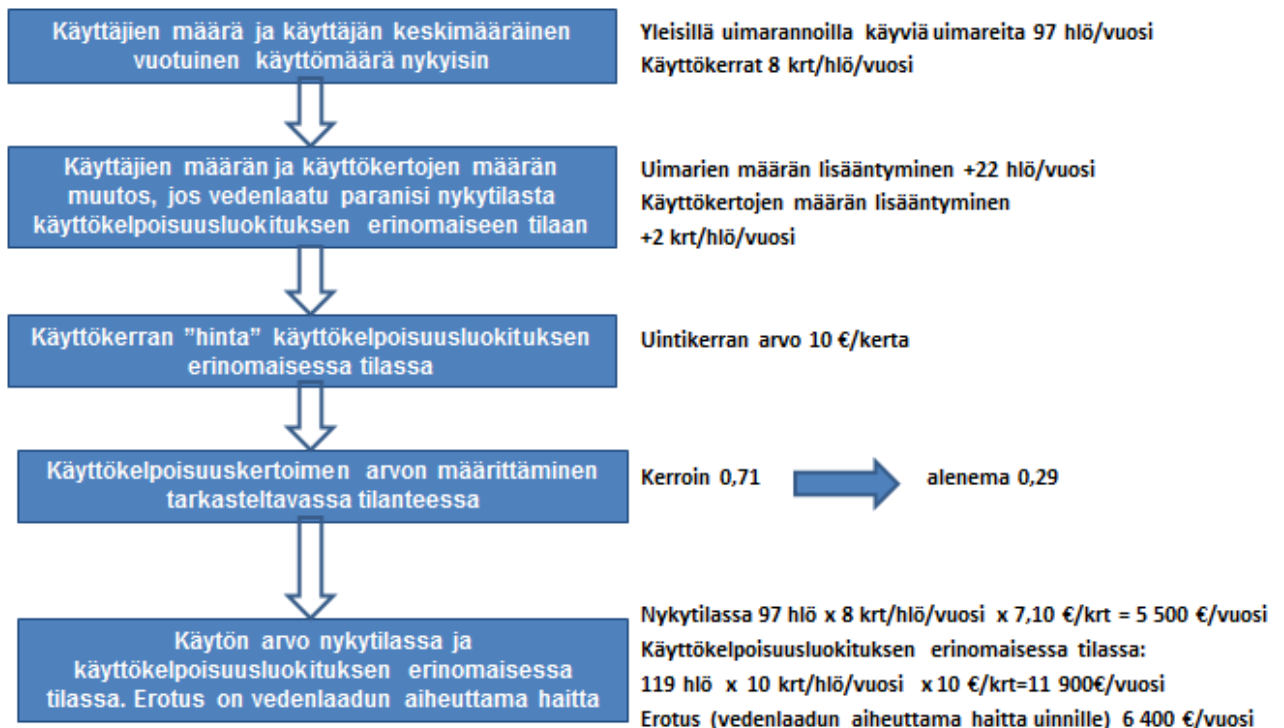 Käyttäjien määrä ja käyttäjän keskimääräinen
vuotuinen käyttömäärä nykyisin
Yleisillä uimarannoilla käyviä uimareita 97 hlö/vuosi
Käyttökerrat 8 krt/hlö/vuosi
Käyttäjien määrän ja käyttökertojen määrän
muutos, jos vedenlaatu paranisi nykytilasta
käyttökelpoisuusluokituksen erinomaiseen tilaan
Uimarien määrän lisääntyminen +22 hlö/vuosi
Käyttökertojen määrän lisääntyminen
+2 krt/hlö/vuosi
Käyttökerran ”hinta” käyttökelpoisuusluokituksen
erinomaisessa tilassa
Uintikerran arvo 10 €/kerta
Käyttökelpoisuuskertoimen arvon määrittäminen
tarkasteltavassa tilanteessa
Kerroin 0,71
alenema 0,29
Käytön arvo nykytilassa ja
käyttökelpoisuusluokituksen erinomaisessa
tilassa. Erotus on vedenlaadun aiheuttama haitta
Nykytilassa 97 hlö x 8 krt/hlö/vuosi x 7,10 €/krt = 5 500 €/vuosi
Käyttökelpoisuusluokituksen erinomaisessa tilassa:
119 hlö x 10 krt/hlö/vuosi x 10 €/krt=11 900€/vuosi
Erotus (vedenlaadun aiheuttama haitta uinnille) 6 400 €/vuosi